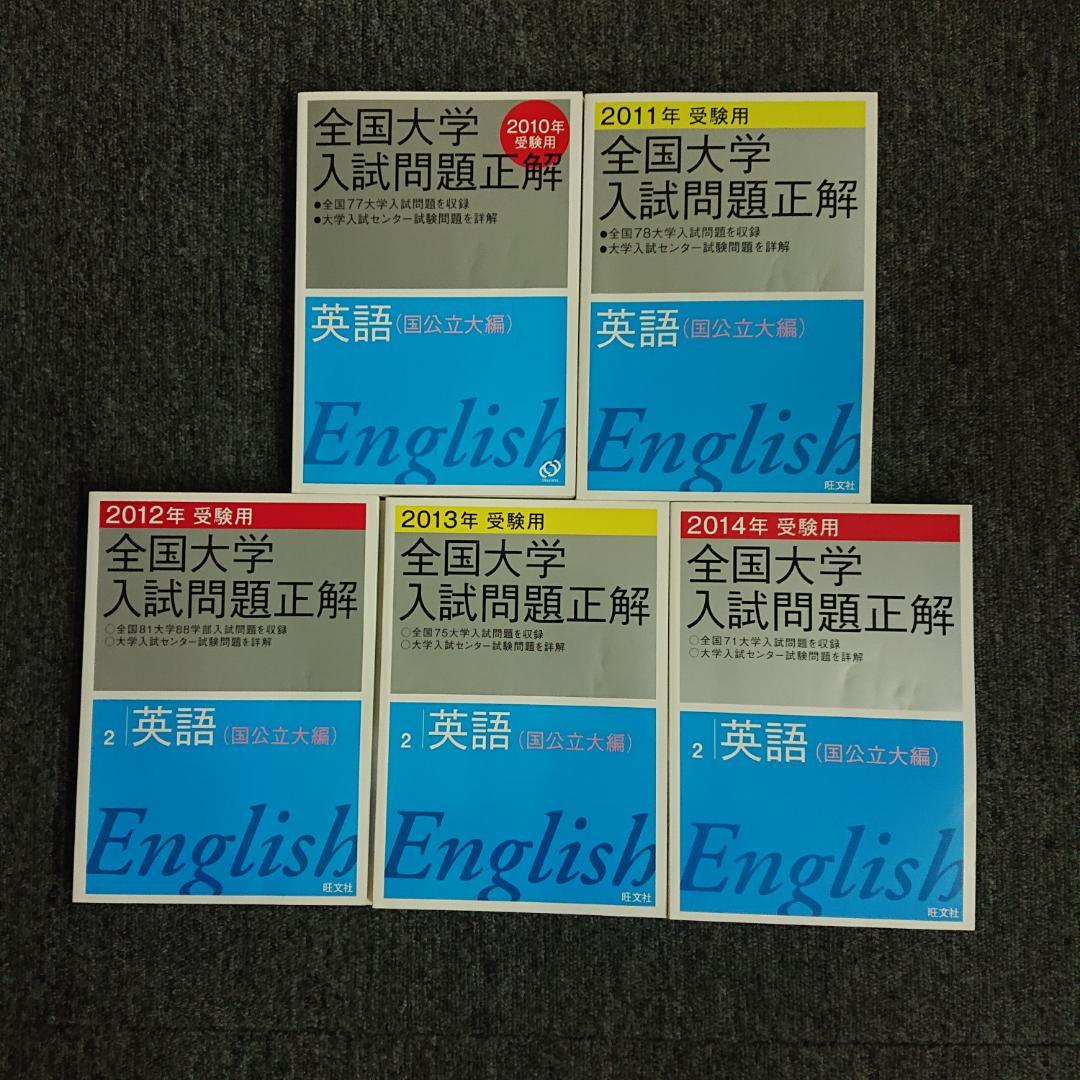 全国大学
2010年
受験用
入試問題正解
●全国77大学入試問題を収録
●大学入試センター試験問題を詳解
英語(国公立大編)
English
2011年 受験用
全国大学
入試問題正解
●全国78大学入試問題を収録
●大学入試センター試験問題を詳解
英語(国公立大編)
English
旺文社
2012年 受験用
全国大学
入試問題正解
○全国81大学88学部入試問題を収録
○大学入試センター試験問題を詳解
2 英語(国公立大編)
English
旺文社
2013年 受験用
全国大学
入試問題正解
○全国75大学入試問題を収録
○大学入試センター試験問題を詳解
2 英語(国公立大編)
English
旺文社
2014年 受験用
全国大学
入試問題正解
○全国71大学入試問題を収録
○大学入試センター試験問題を詳解
2 英語(国公立大編)
English
旺文社